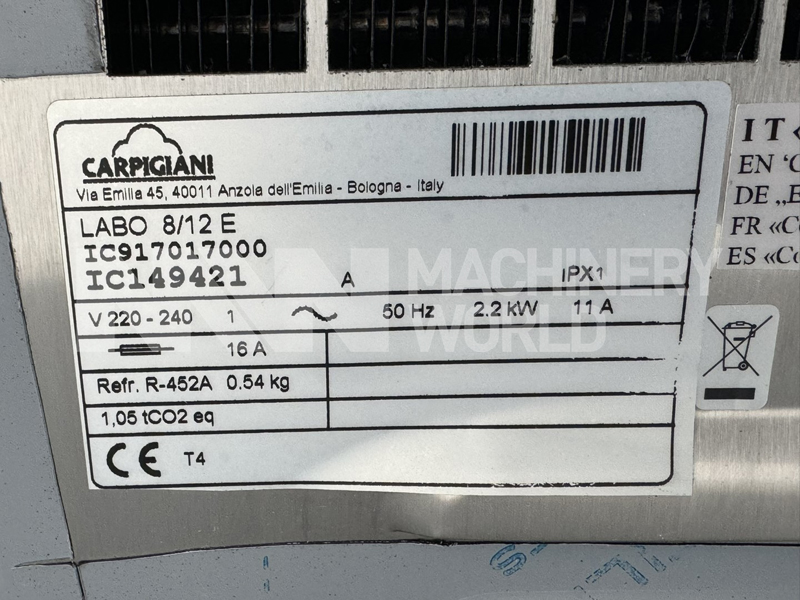 CARPIGIANI
Via Emilia 45, 40011 Anzola dell'Emilia - Bologna - Italy
LABO 8/12 E
IC917017000
IC149421 A IPX1
V 220 - 240 1 50 Hz 2.2 kW 11 A
16 A
Refr. R-452A 0.54 kg
1,05 tCO2 eq
CE T4
MACHINERY
WORLD
IT
EN
DE
FR
ES